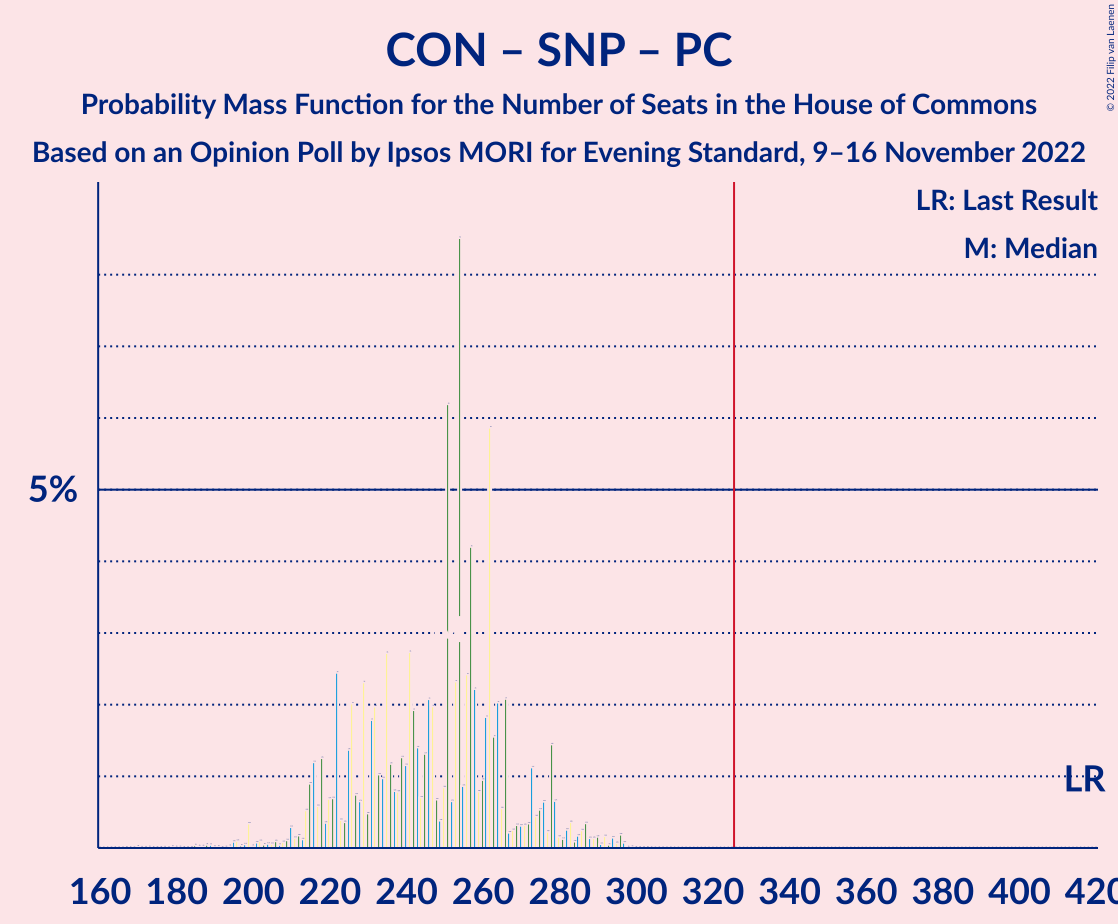 CON – SNP – PC
Probability Mass Function for the Number of Seats in the House of Commons
Based on an Opinion Poll by Ipsos MORI for Evening Standard, 9–16 November 2022
© 2022 Filip van Laenen
LR: Last Result
M: Median
5%
LR
160 180 200 220 240 260 280 300 320 340 360 380 400 420